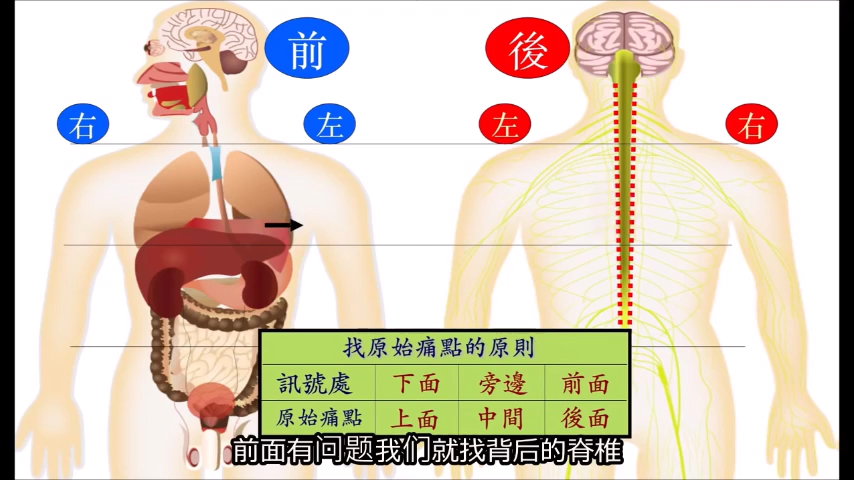 前
後
右
左
左
右
找原始痛點的原則
訊號處 下面 旁邊 前面
原始痛點 上面 中間 後面
前面有问题我们就找背后的脊椎